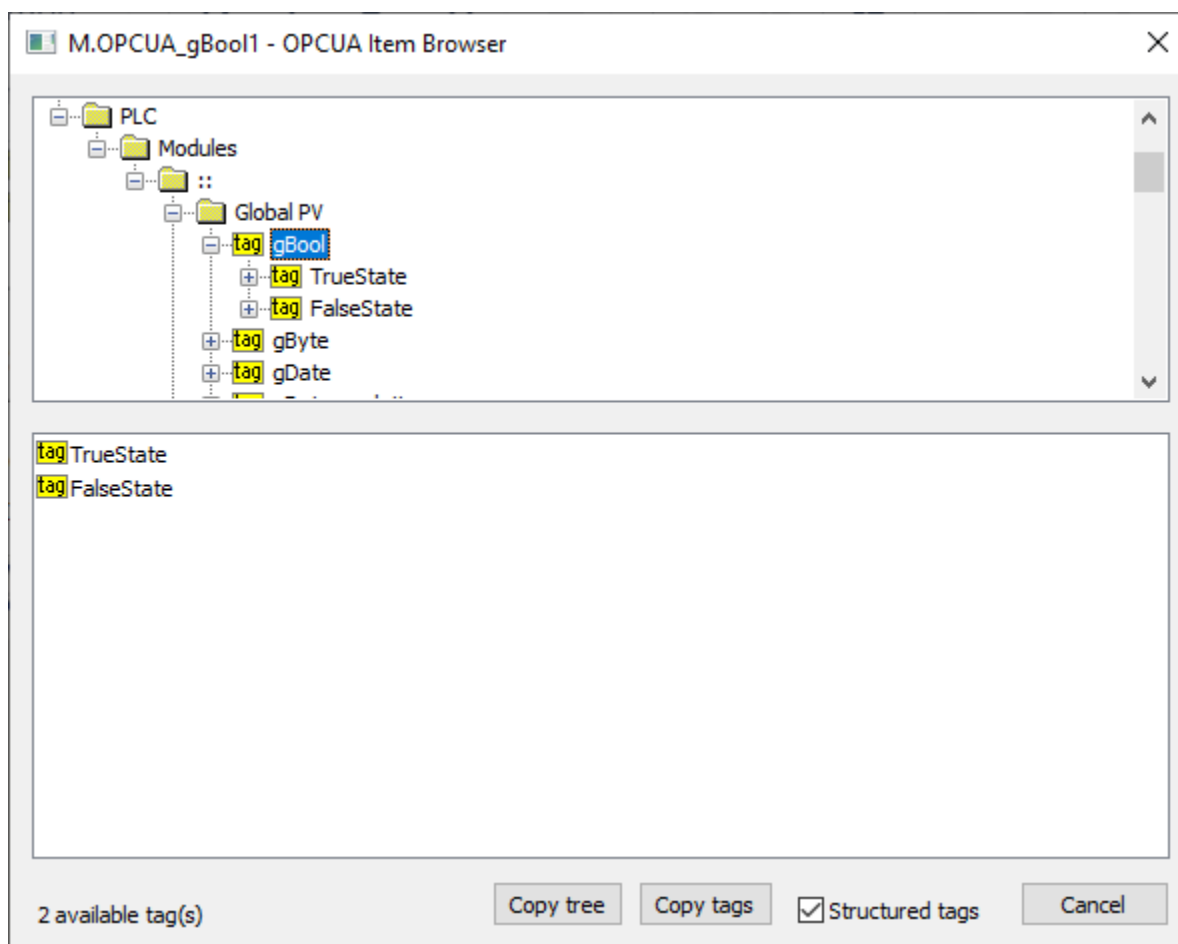 M.OPCUA_gBool1 - OPCUA Item Browser
PLC
Modules
::
Global PV
tag gBool
tag TrueState
tag FalseState
tag gByte
tag gDate
tag TrueState
tag FalseState
2 available tag(s)
Copy tree
Copy tags
Structured tags
Cancel